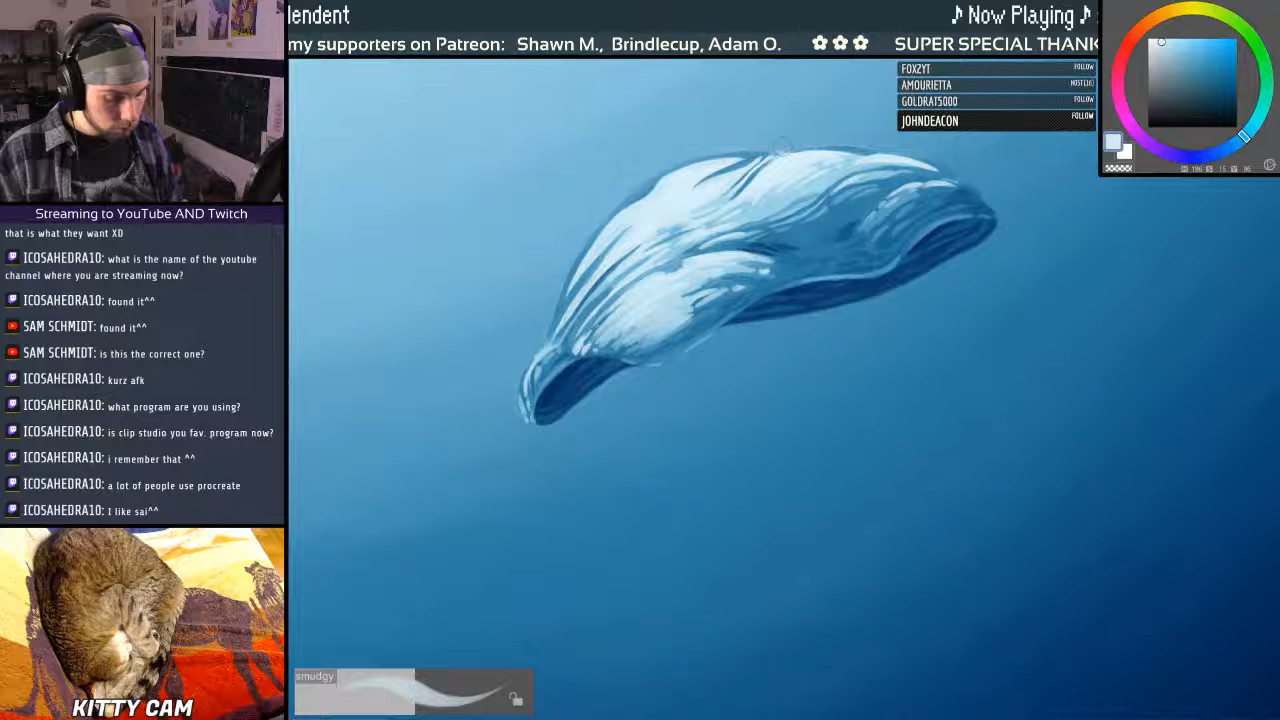 lendent
♪ Now Playing ♪
my supporters on Patreon: Shawn M., Brindlecup, Adam O. ✿ ✿ ✿ SUPER SPECIAL THANK
FOXZYT FOLLOW
AMOURIETTA HOST(16)
GOLDRAT5000 FOLLOW
JOHNDEACON FOLLOW
Streaming to YouTube AND Twitch
that is what they want XD
ICOSAHEDRA10: what is the name of the youtube
channel where you are streaming now?
ICOSAHEDRA10: found it^^
SAM SCHMIDT: found it^^
SAM SCHMIDT: is this the correct one?
ICOSAHEDRA10: kurz afk
ICOSAHEDRA10: what program are you using?
ICOSAHEDRA10: is clip studio you fav. program now?
ICOSAHEDRA10: i remember that ^^
ICOSAHEDRA10: a lot of people use procreate
ICOSAHEDRA10: I like sai^^
KITTY CAM
smudgy